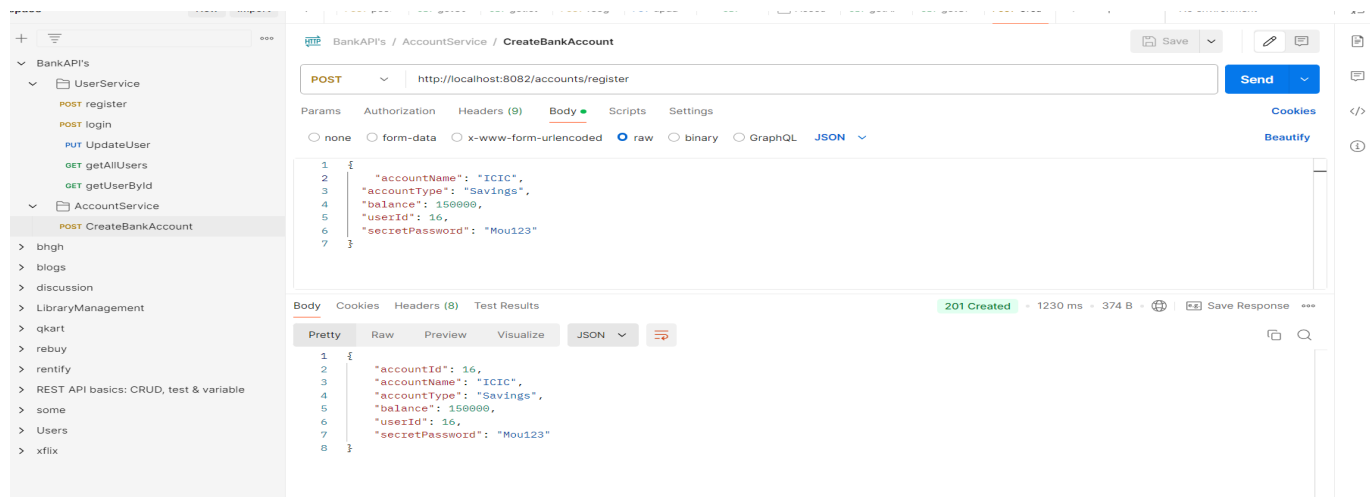 BankAPI's / AccountService / CreateBankAccount
Save
BankAPI's
UserService
POST register
POST login
PUT UpdateUser
GET getAllUsers
GET getUserById
AccountService
POST CreateBankAccount
bhgh
blogs
discussion
LibraryManagement
qkart
rebuy
rentify
REST API basics: CRUD, test & variable
some
Users
xflix
POST http://localhost:8082/accounts/register Send
Params Authorization Headers (9) Body Scripts Settings Cookies
none form-data x-www-form-urlencoded raw binary GraphQL JSON Beautify
1 {
2 "accountName": "ICIC",
3 "accountType": "Savings",
4 "balance": 150000,
5 "userId": 16,
6 "secretPassword": "Mou123"
7 }
Body Cookies Headers (8) Test Results 201 Created 1230 ms 374 B Save Response
Pretty Raw Preview Visualize JSON
1 {
2 "accountId": 16,
3 "accountName": "ICIC",
4 "accountType": "Savings",
5 "balance": 150000,
6 "userId": 16,
7 "secretPassword": "Mou123"
8 }